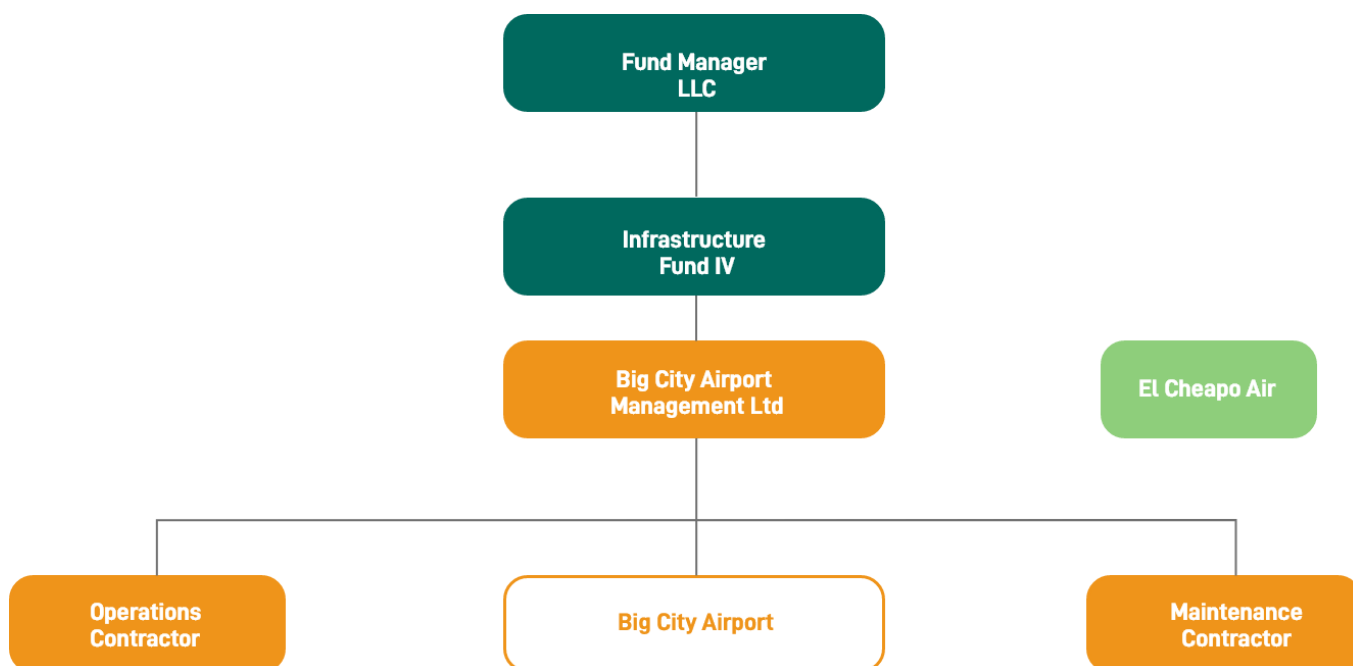 Fund Manager
LLC
Infrastructure
Fund IV
Big City Airport
Management Ltd
El Cheapo Air
Operations
Contractor
Big City Airport
Maintenance
Contractor